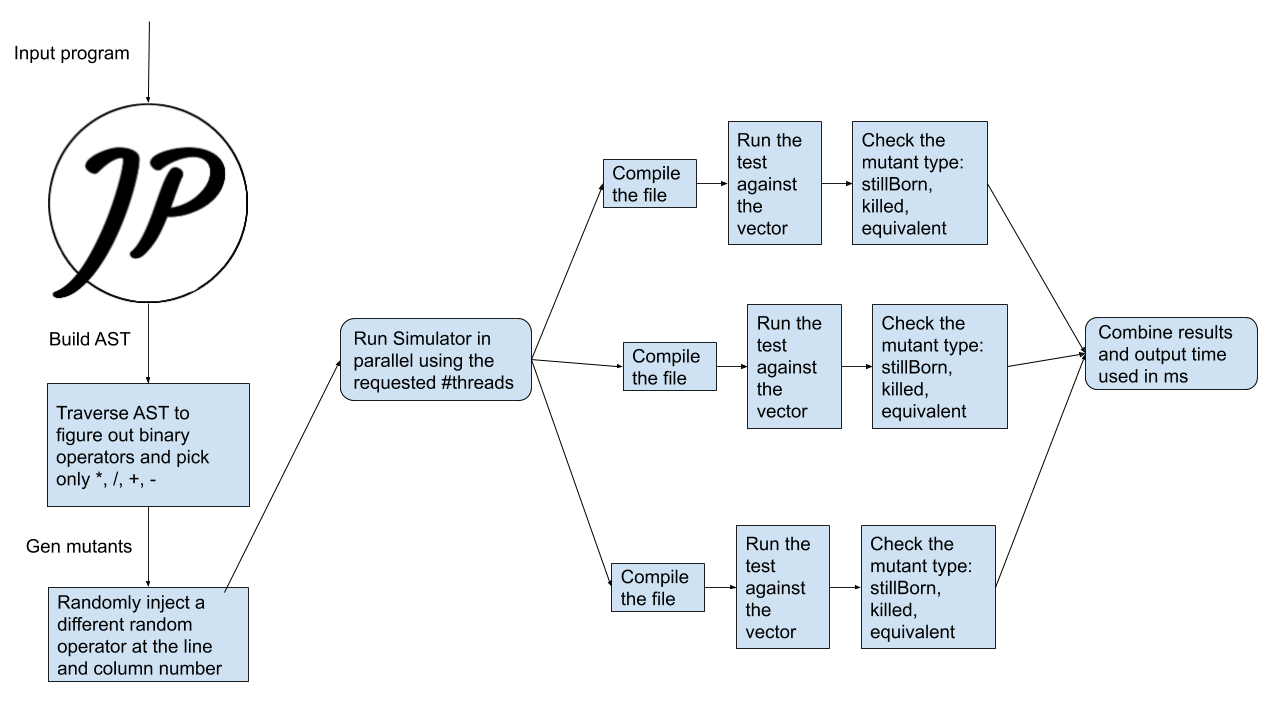 Input program
JP
Build AST
Traverse AST to
figure out binary
operators and pick
only *, /, +, -
Gen mutants
Randomly inject a
different random
operator at the line
and column number
Run Simulator in
parallel using the
requested #threads
Compile
the file
Run the
test
against
the
vector
Check the
mutant type:
stillBorn,
killed,
equivalent
Compile
the file
Run the
test
against
the
vector
Check the
mutant type:
stillBorn,
killed,
equivalent
Compile
the file
Run the
test
against
the
vector
Check the
mutant type:
stillBorn,
killed,
equivalent
Combine results
and output time
used in ms